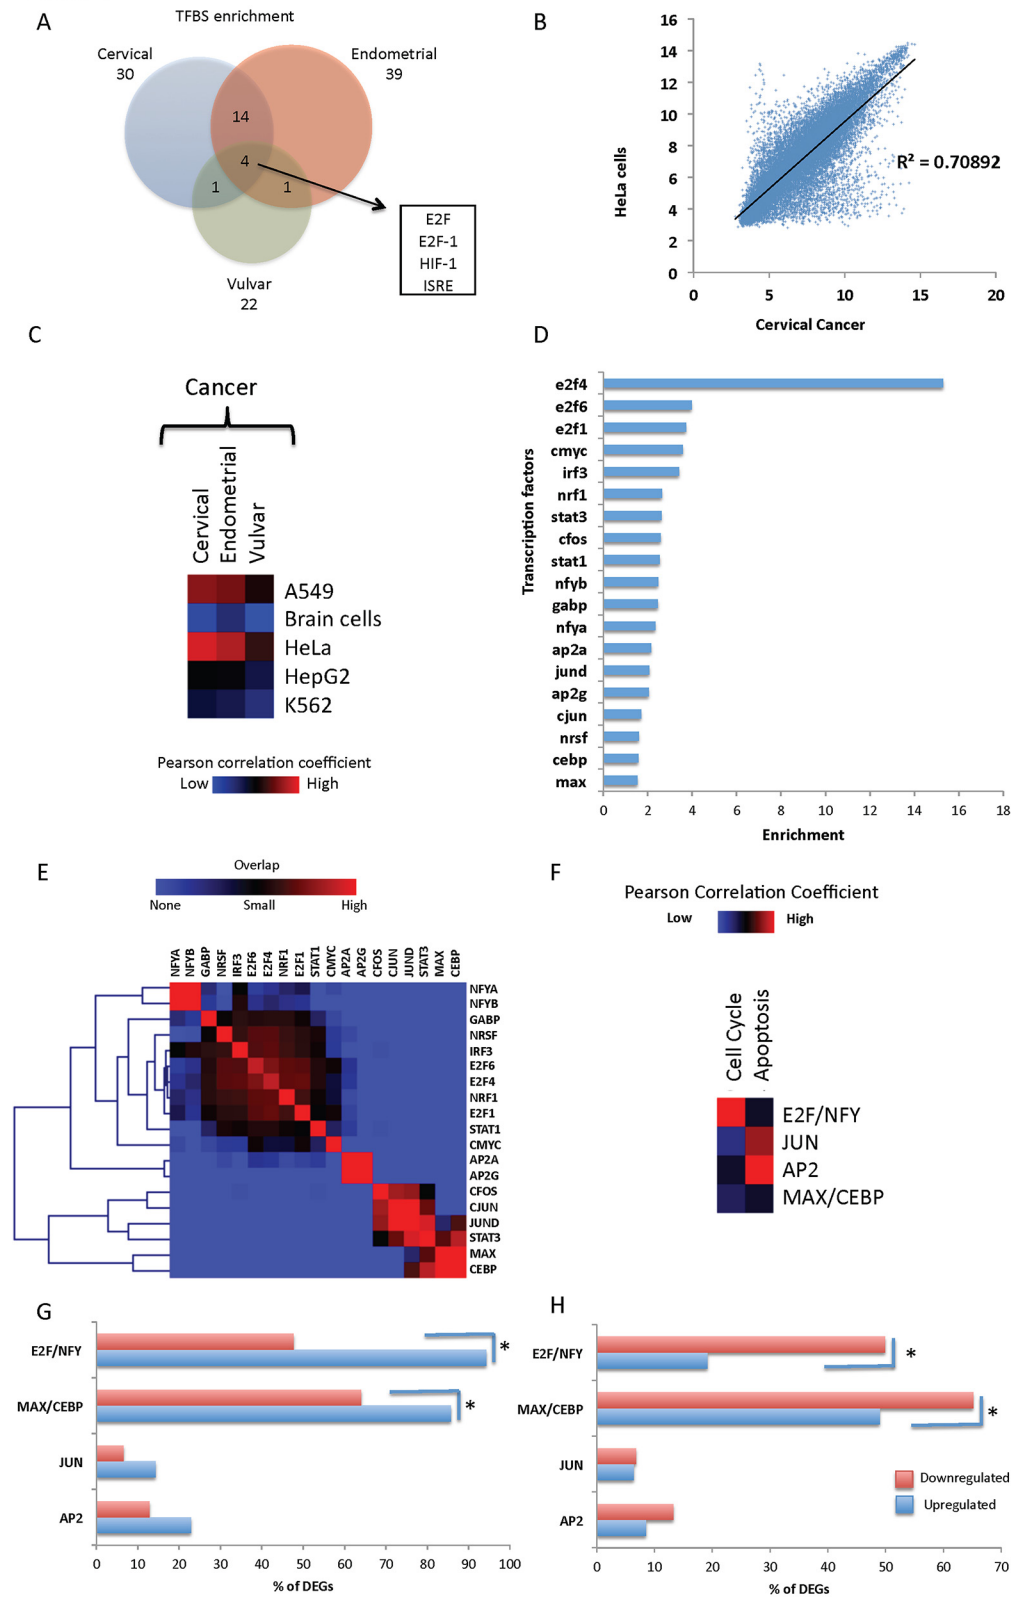 A
TFBS enrichment
Cervical
30
Endometrial
39
14
4
1
1
Vulvar
22
E2F
E2F-1
HIF-1
ISRE
B
16
14
12
10
8
6
4
2
0
HeLa cells
R² = 0.70892
0 5 10 15 20
Cervical Cancer
C
Cancer
Cervical
Endometrial
Vulvar
A549
Brain cells
HeLa
HepG2
K562
Pearson correlation coefficient
Low High
D
Transcription factors
e2f4
e2f6
e2f1
cmyc
irf3
nrf1
stat3
cfos
stat1
nfyb
gabp
nfya
ap2a
jund
ap2g
cjun
nrsf
cebp
max
0 2 4 6 8 10 12 14 16 18
Enrichment
E
Overlap
None Small High
NFYA
NFYB
GABP
NRSF
IRF3
E2F6
E2F4
NRF1
E2F1
STAT1
CMYC
AP2A
AP2G
CFOS
CJUN
JUND
STAT3
MAX
CEBP
NFYA
NFYB
GABP
NRSF
IRF3
E2F6
E2F4
NRF1
E2F1
STAT1
CMYC
AP2A
AP2G
CFOS
CJUN
JUND
STAT3
MAX
CEBP
F
Pearson Correlation Coefficient
Low High
Cell Cycle
Apoptosis
E2F/NFY
JUN
AP2
MAX/CEBP
G
E2F/NFY
*
MAX/CEBP
*
JUN
AP2
0 10 20 30 40 50 60 70 80 90 100
% of DEGs
H
E2F/NFY
*
MAX/CEBP
*
JUN
AP2
Downregulated
Upregulated
0 10 20 30 40 50 60 70
% of DEGs